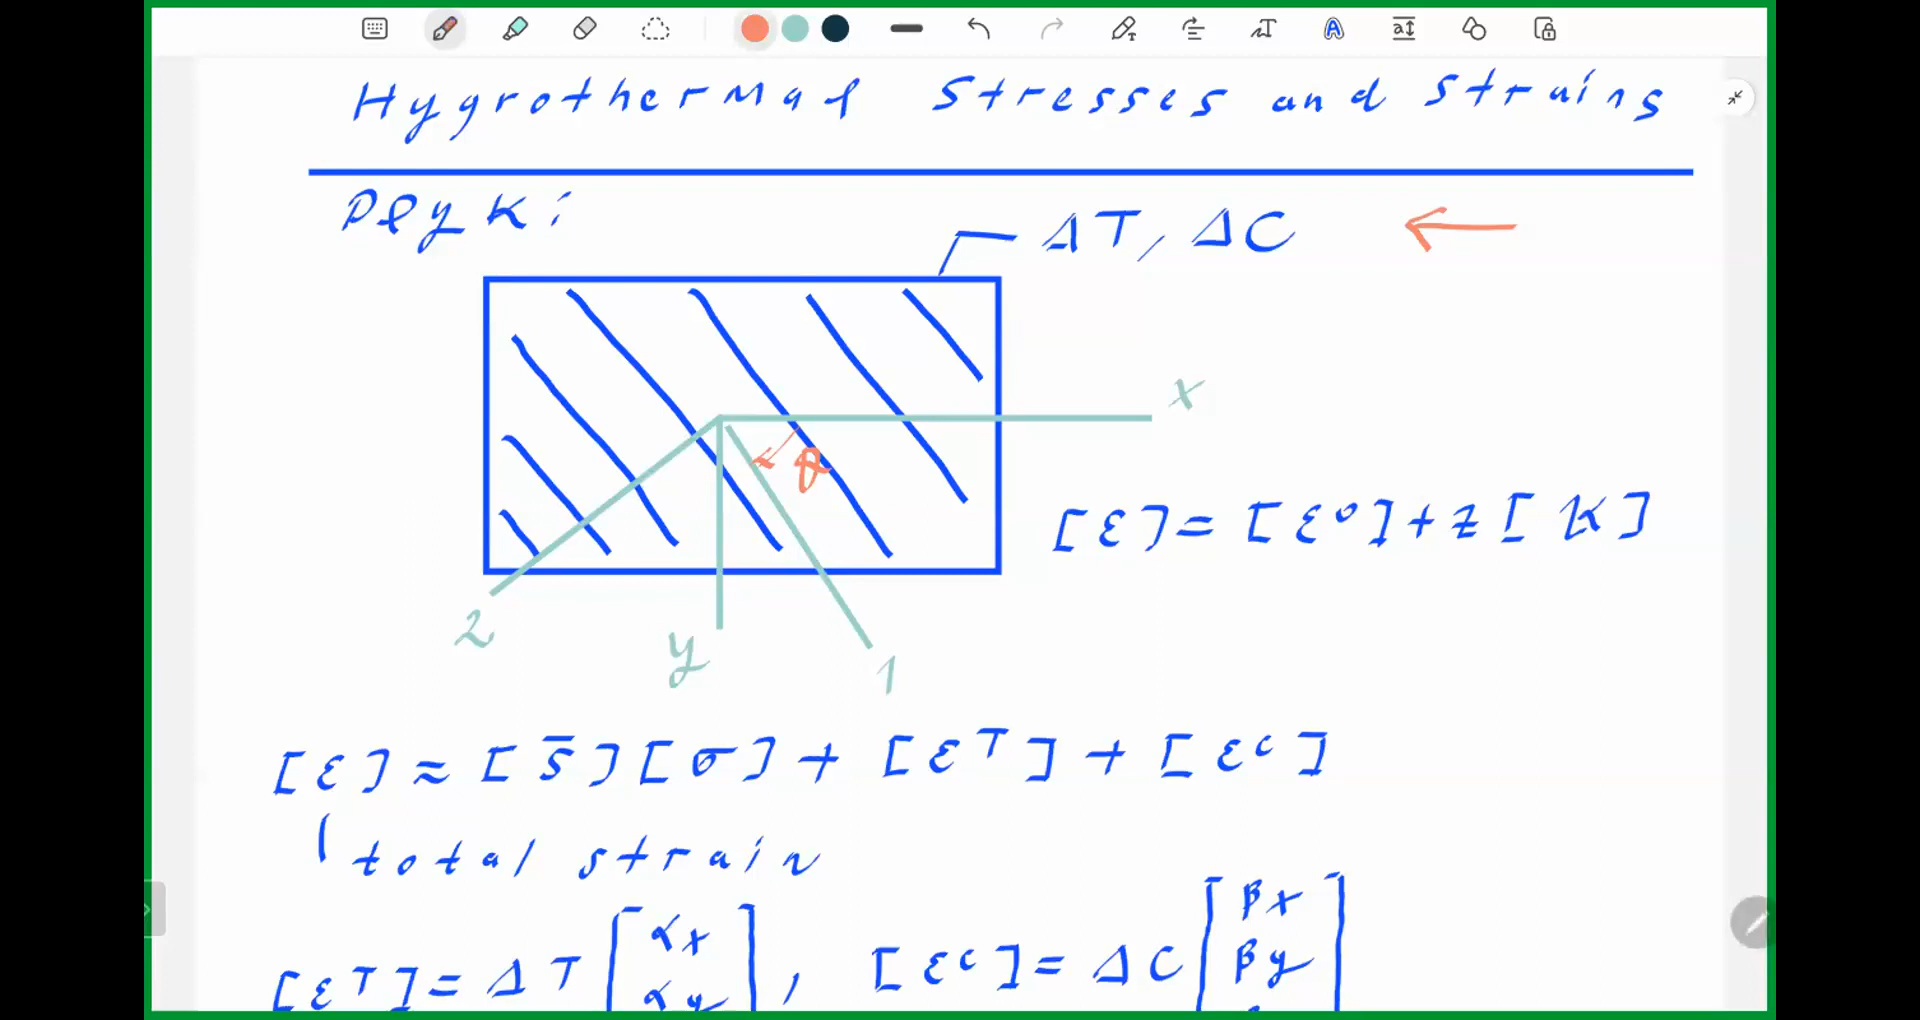 Hygrothermal Stresses and Strains
Ply K:
ΔT, ΔC
x
θ
[ε] = [ε⁰] + z [K]
2
y
1
[ε] = [S̄][σ] + [εᵀ] + [εᶜ]
total strain
[εᵀ] = ΔT [αx αy , [εᶜ] = ΔC [βx βy